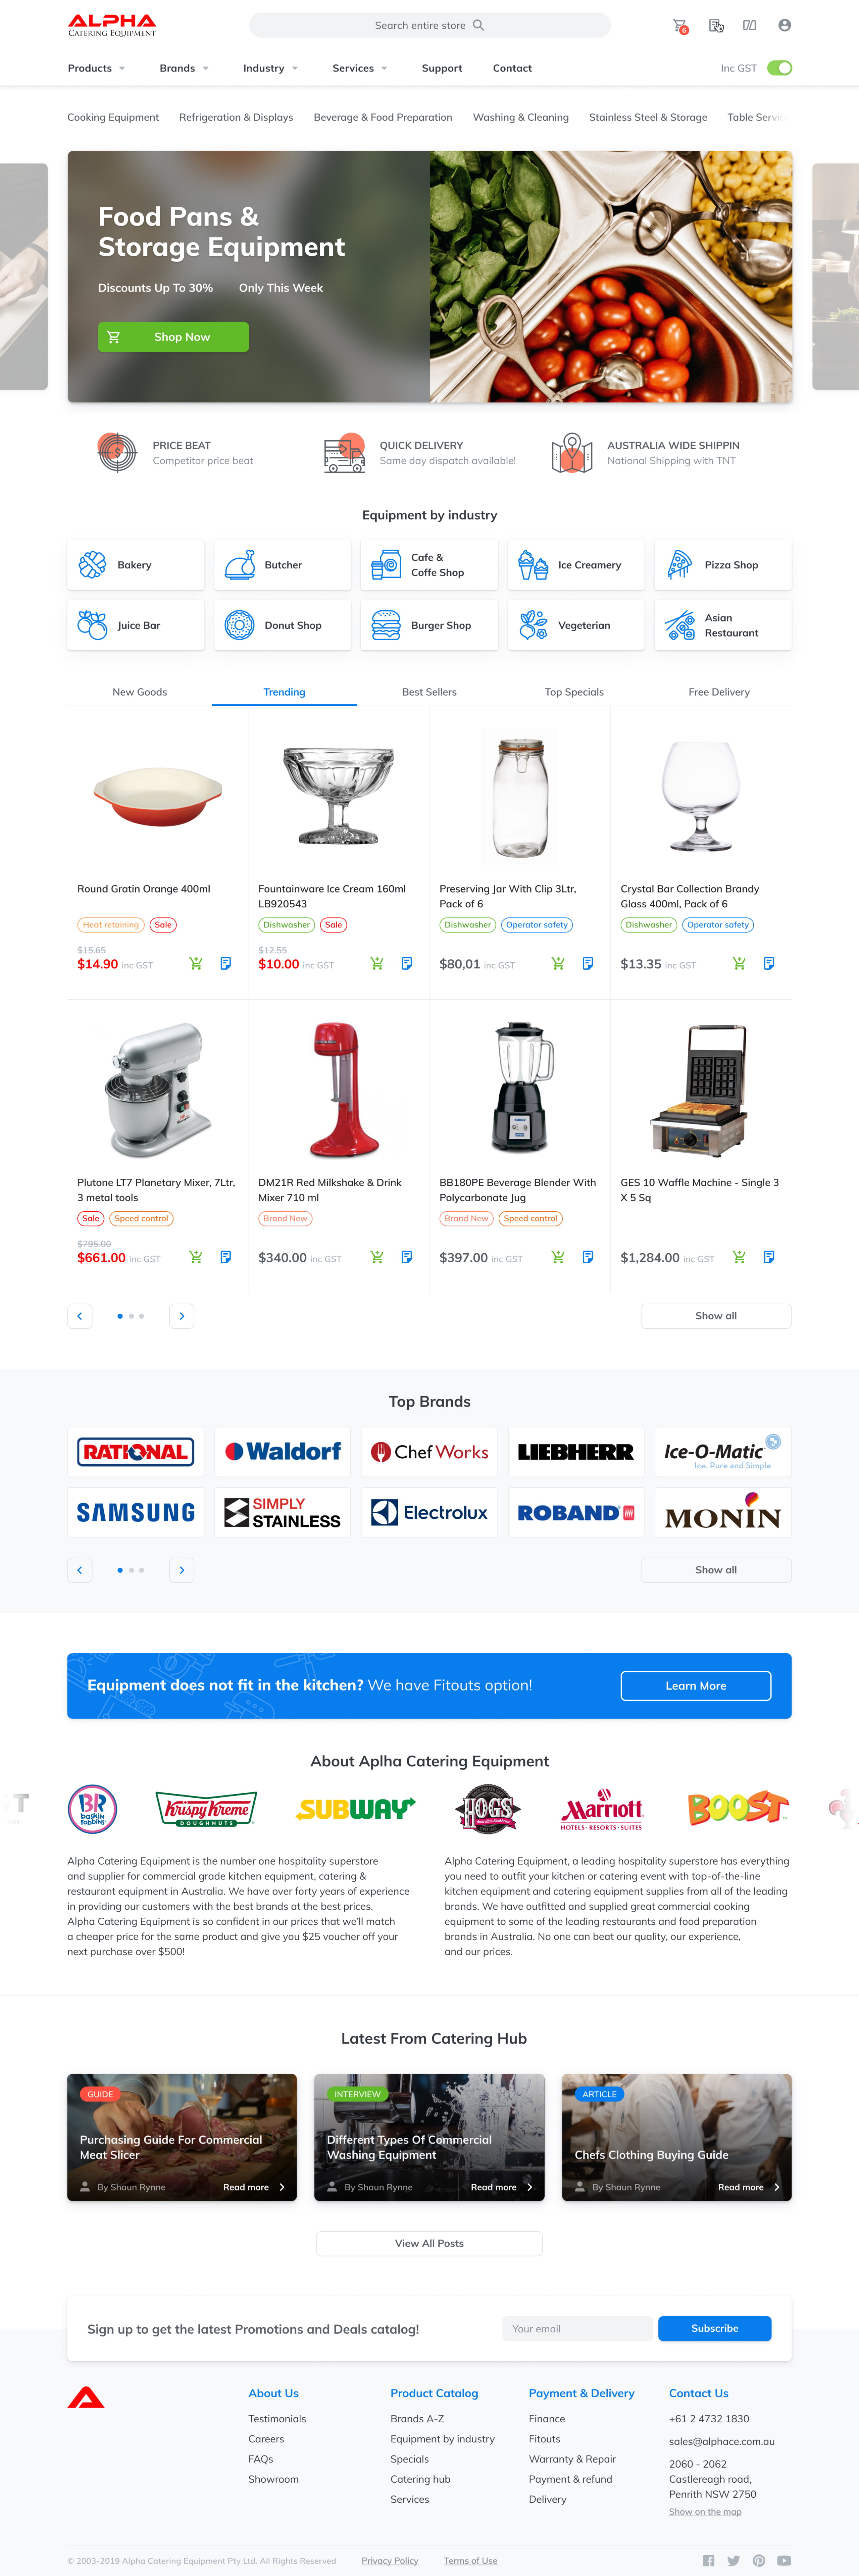 ALPHA
CATERING EQUIPMENT
Search entire store
6
Products
Brands
Industry
Services
Support
Contact
Inc GST
Cooking Equipment
Refrigeration & Displays
Beverage & Food Preparation
Washing & Cleaning
Stainless Steel & Storage
Table Servic
Food Pans &
Storage Equipment
Discounts Up To 30%
Only This Week
Shop Now
PRICE BEAT
Competitor price beat
QUICK DELIVERY
Same day dispatch available!
AUSTRALIA WIDE SHIPPIN
National Shipping with TNT
Equipment by industry
Bakery
Butcher
Cafe &
Coffe Shop
Ice Creamery
Pizza Shop
Juice Bar
Donut Shop
Burger Shop
Vegeterian
Asian
Restaurant
New Goods
Trending
Best Sellers
Top Specials
Free Delivery
Round Gratin Orange 400ml
Heat retaining
Sale
$15.65
$14.90 inc GST
Fountainware Ice Cream 160ml
LB920543
Dishwasher
Sale
$12.55
$10.00 inc GST
Preserving Jar With Clip 3Ltr,
Pack of 6
Dishwasher
Operator safety
$80,01 inc GST
Crystal Bar Collection Brandy
Glass 400ml, Pack of 6
Dishwasher
Operator safety
$13.35 inc GST
Plutone LT7 Planetary Mixer, 7Ltr,
3 metal tools
Sale
Speed control
$795.00
$661.00 inc GST
DM21R Red Milkshake & Drink
Mixer 710 ml
Brand New
$340.00 inc GST
BB180PE Beverage Blender With
Polycarbonate Jug
Brand New
Speed control
$397.00 inc GST
GES 10 Waffle Machine - Single 3
X 5 Sq
$1,284.00 inc GST
Show all
Top Brands
RATIONAL
Waldorf
Chef Works
LIEBHERR
Ice-O-Matic
Ice. Pure and Simple
SAMSUNG
SIMPLY
STAINLESS
Electrolux
ROBAND
MONIN
Show all
Equipment does not fit in the kitchen? We have Fitouts option!
Learn More
About Aplha Catering Equipment
T
BR
baskin
robbins
Krispy Kreme
DOUGHNUTS
SUBWAY
HOGS
Marriott
HOTELS · RESORTS · SUITES
BOOST
Alpha Catering Equipment is the number one hospitality superstore
and supplier for commercial grade kitchen equipment, catering &
restaurant equipment in Australia. We have over forty years of experience
in providing our customers with the best brands at the best prices.
Alpha Catering Equipment is so confident in our prices that we'll match
a cheaper price for the same product and give you $25 voucher off your
next purchase over $500!
Alpha Catering Equipment, a leading hospitality superstore has everything
you need to outfit your kitchen or catering event with top-of-the-line
kitchen equipment and catering equipment supplies from all of the leading
brands. We have outfitted and supplied great commercial cooking
equipment to some of the leading restaurants and food preparation
brands in Australia. No one can beat our quality, our experience,
and our prices.
Latest From Catering Hub
GUIDE
Purchasing Guide For Commercial
Meat Slicer
By Shaun Rynne
Read more
INTERVIEW
Different Types Of Commercial
Washing Equipment
By Shaun Rynne
Read more
ARTICLE
Chefs Clothing Buying Guide
By Shaun Rynne
Read more
View All Posts
Sign up to get the latest Promotions and Deals catalog!
Your email
Subscribe
About Us
Testimonials
Careers
FAQs
Showroom
Product Catalog
Brands A-Z
Equipment by industry
Specials
Catering hub
Services
Payment & Delivery
Finance
Fitouts
Warranty & Repair
Payment & refund
Delivery
Contact Us
+61 2 4732 1830
sales@alphace.com.au
2060 - 2062
Castlereagh road,
Penrith NSW 2750
Show on the map
© 2003-2019 Alpha Catering Equipment Pty Ltd. All Rights Reserved
Privacy Policy
Terms of Use